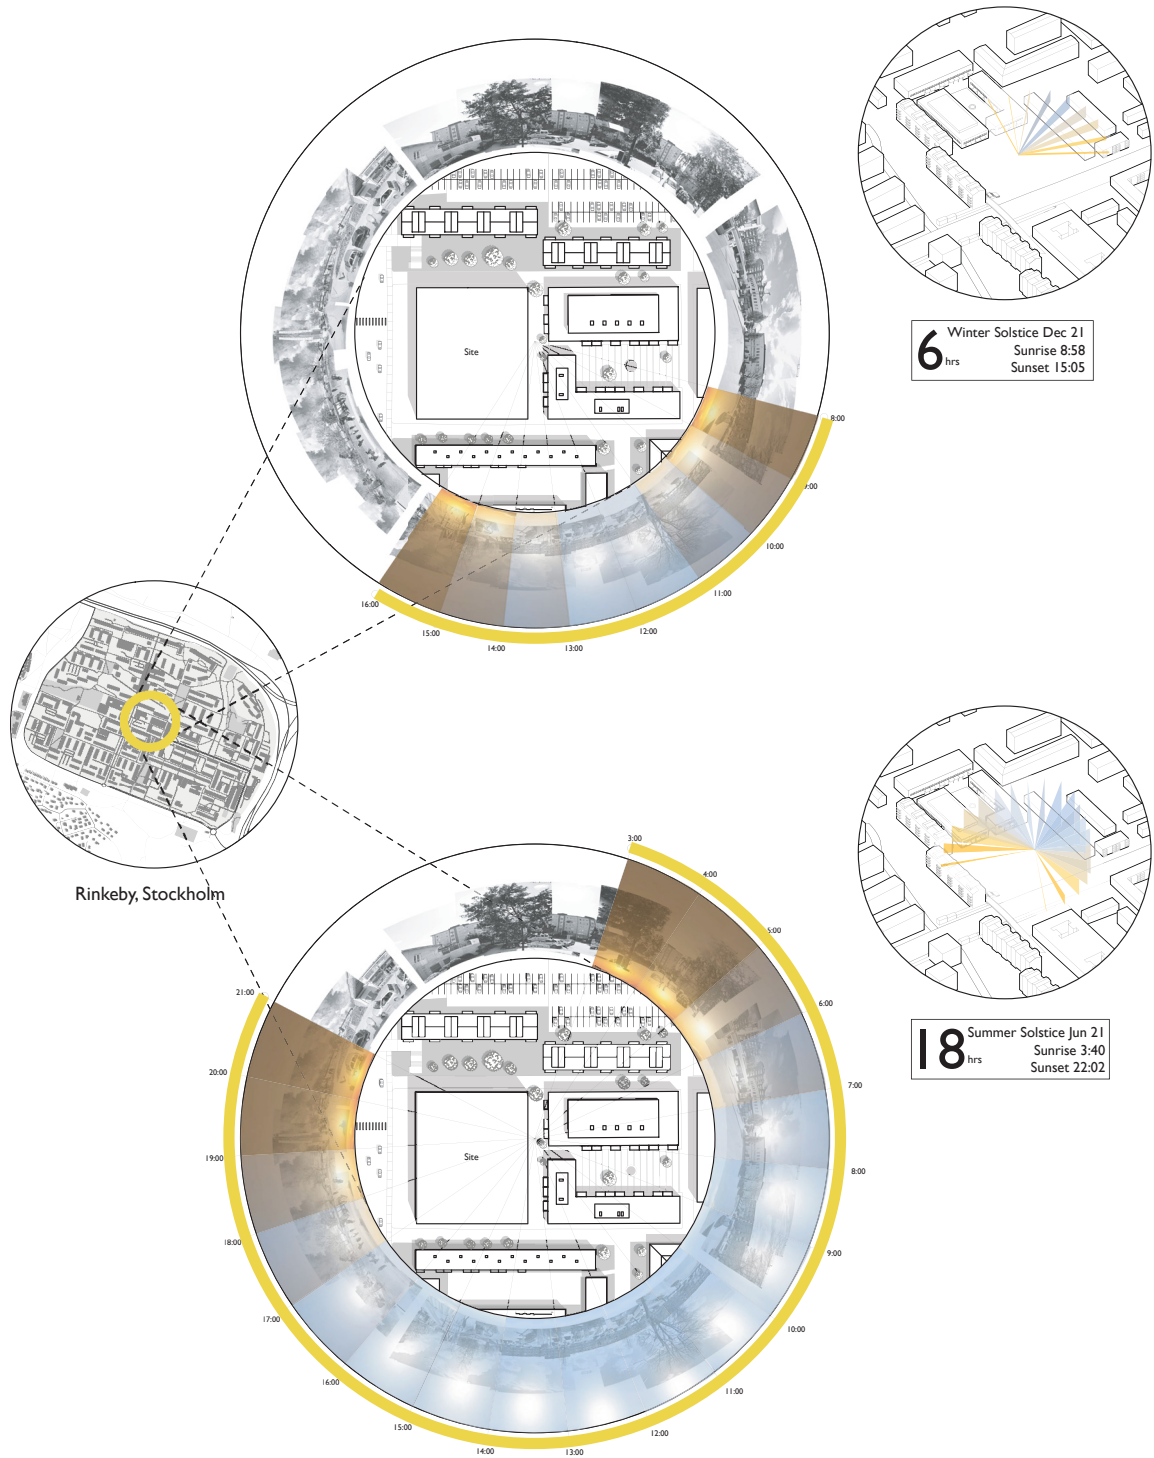 6 hrs
Winter Solstice Dec 21
Sunrise 8:58
Sunset 15:05
Site
8:00
9:00
10:00
11:00
12:00
13:00
14:00
15:00
16:00
Rinkeby, Stockholm
18 hrs
Summer Solstice Jun 21
Sunrise 3:40
Sunset 22:02
3:00
4:00
5:00
6:00
7:00
8:00
9:00
10:00
11:00
12:00
13:00
14:00
15:00
16:00
17:00
18:00
19:00
20:00
21:00
Site